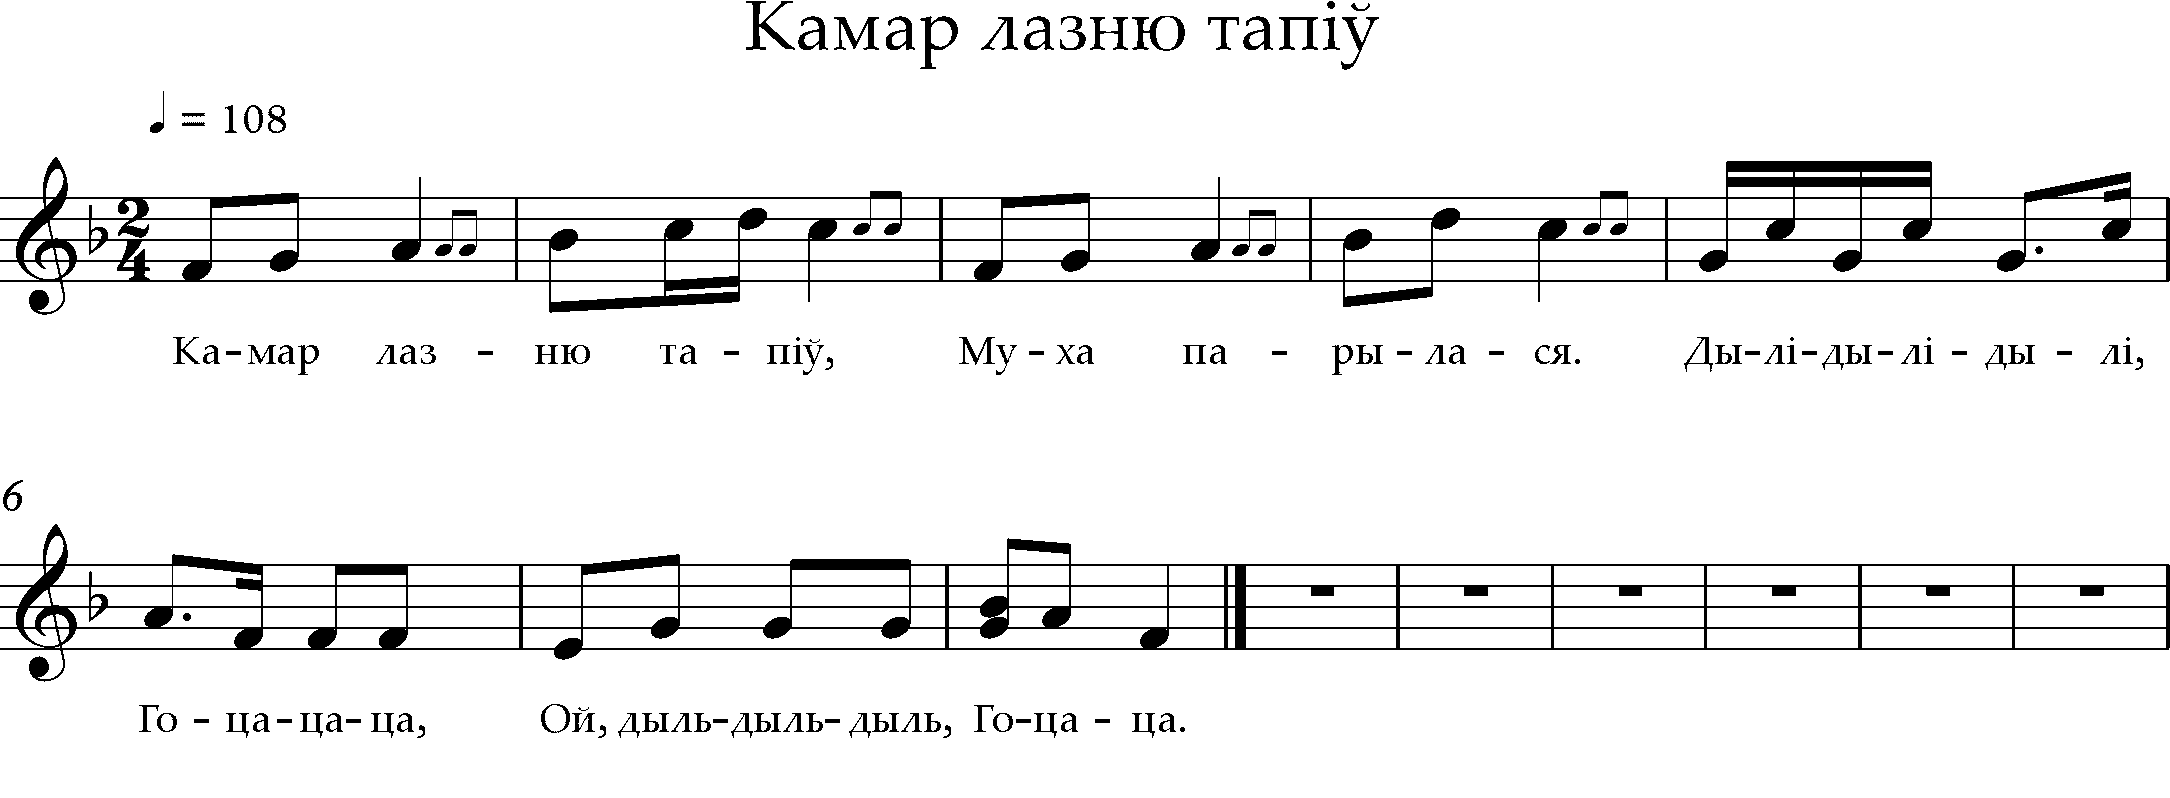 Камар лазню тапіў
= 108
2
4
Ка-мар лаз - ню та - піў, Му - ха па - ры - ла - ся. Ды-лі-ды-лі - ды - лі,
6
Го - ца - ца - ца, Ой, дыль-дыль-дыль, Го-ца - ца.